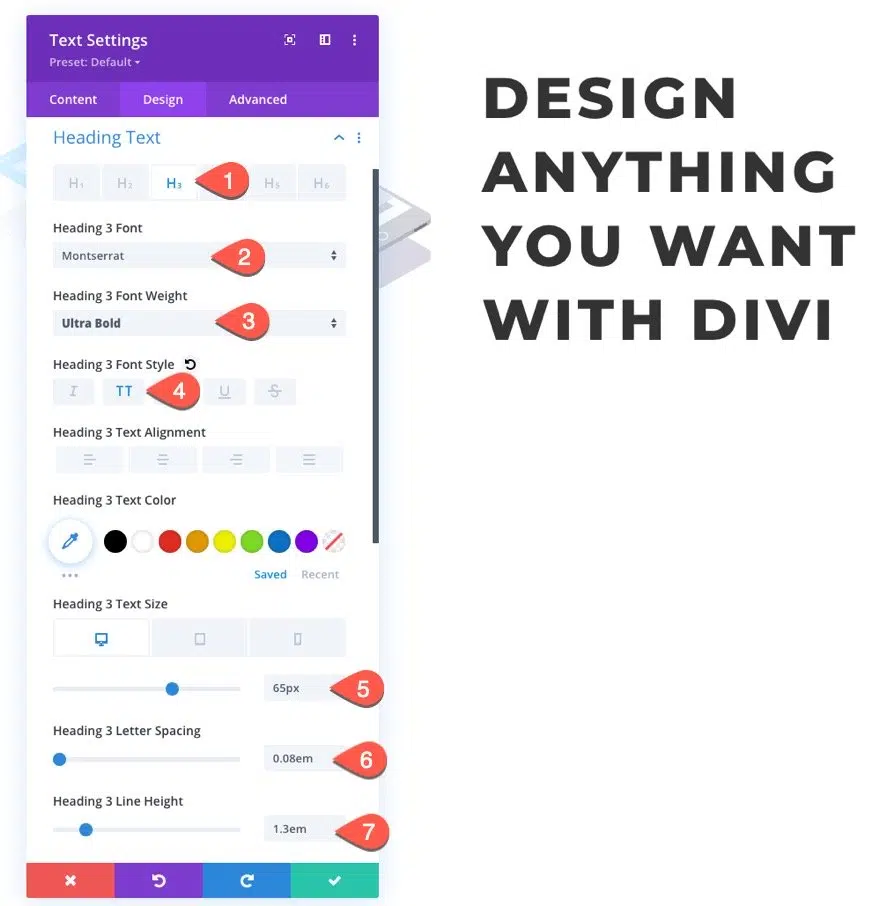 Text Settings
Preset: Default
Content Design Advanced
Heading Text
H1 H2 H3 H5 H6
1
Heading 3 Font
Montserrat
2
Heading 3 Font Weight
Ultra Bold
3
Heading 3 Font Style
I TT U S
4
Heading 3 Text Alignment
Heading 3 Text Color
Saved Recent
Heading 3 Text Size
65px
5
Heading 3 Letter Spacing
0.08em
6
Heading 3 Line Height
1.3em
7
DESIGN
ANYTHING
YOU WANT
WITH DIVI